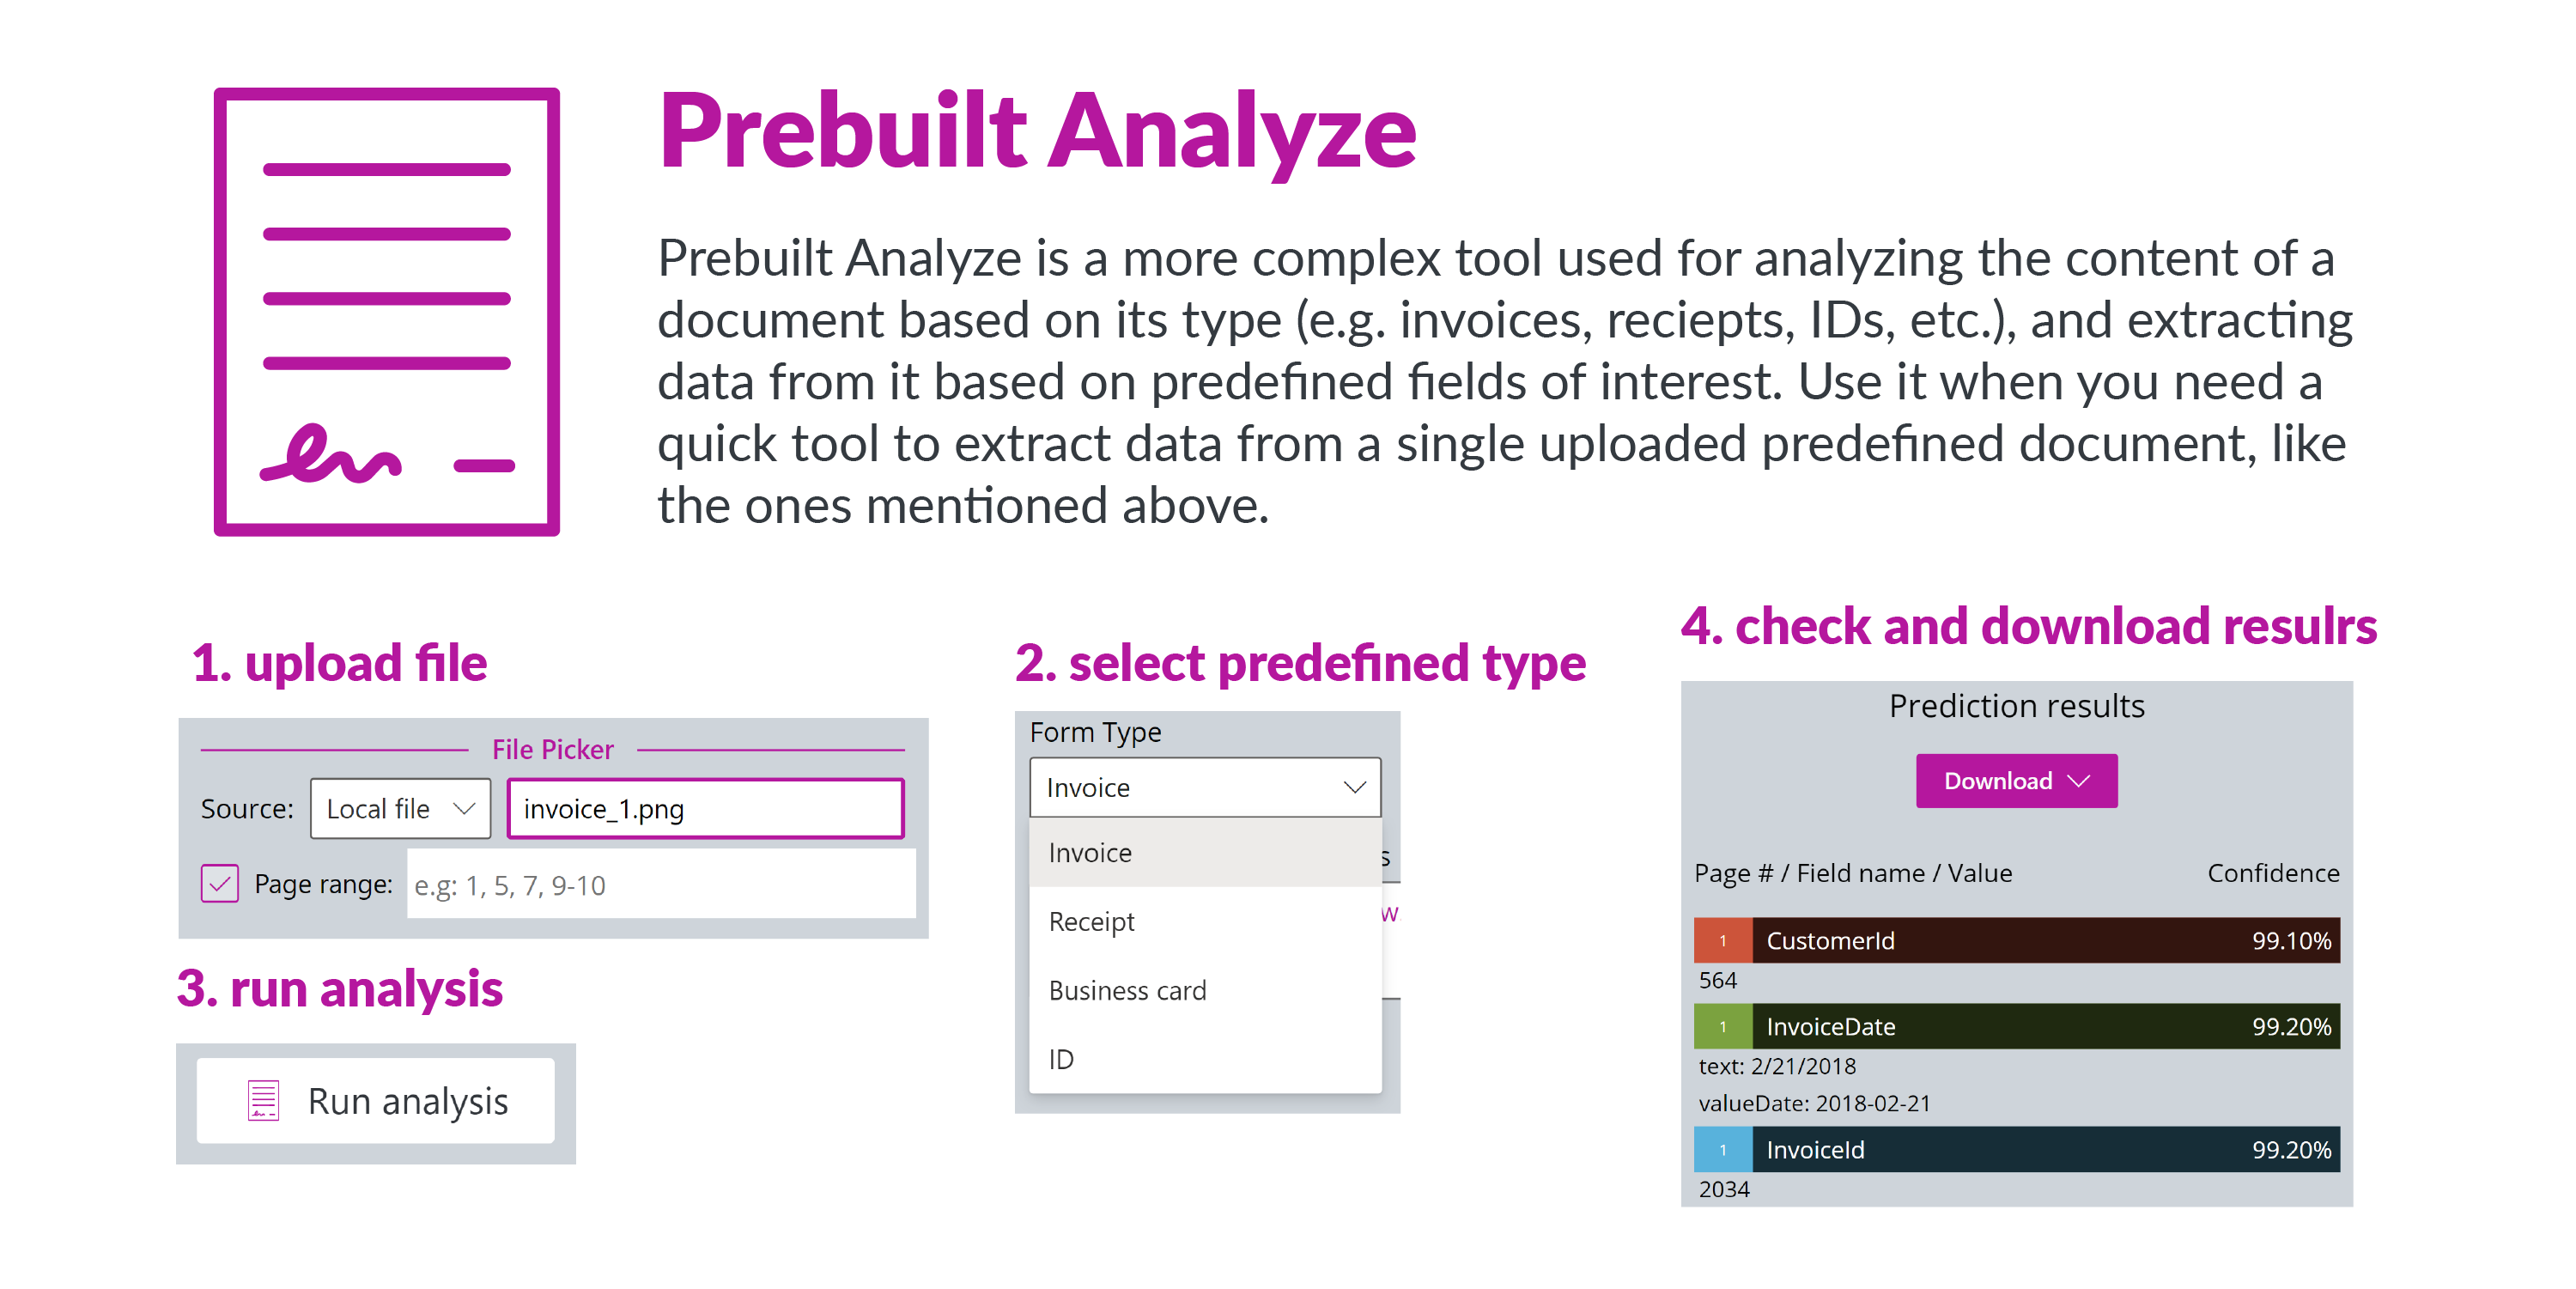 Prebuilt Analyze
Prebuilt Analyze is a more complex tool used for analyzing the content of a
document based on its type (e.g. invoices, reciepts, IDs, etc.), and extracting
data from it based on predefined fields of interest. Use it when you need a
quick tool to extract data from a single uploaded predefined document, like
the ones mentioned above.
1. upload file
File Picker
Source: Local file invoice_1.png
Page range: e.g: 1, 5, 7, 9-10
2. select predefined type
Form Type
Invoice
Invoice
s
Receipt
w
Business card
ID
3. run analysis
Run analysis
4. check and download resulrs
Prediction results
Download
Page # / Field name / Value Confidence
1 CustomerId 99.10%
564
1 InvoiceDate 99.20%
text: 2/21/2018
valueDate: 2018-02-21
1 InvoiceId 99.20%
2034